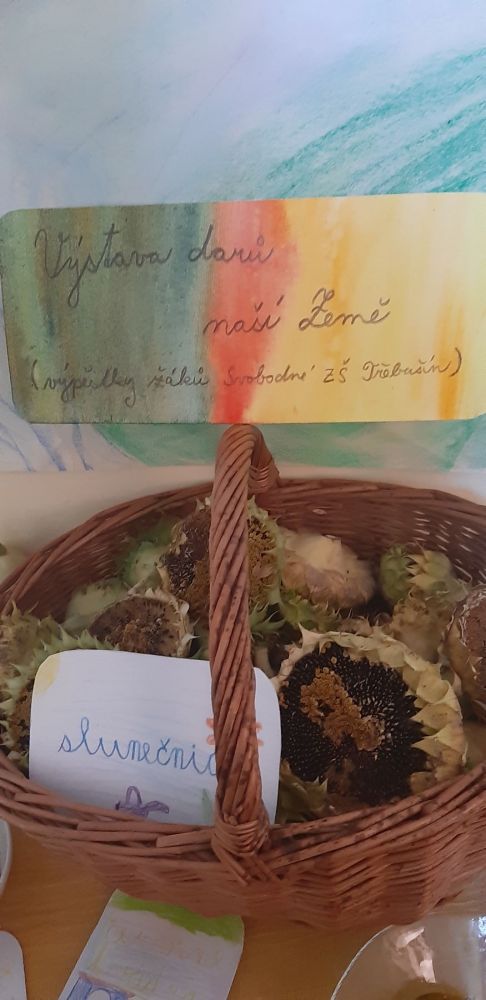 Výstava darů
naší Země
(výpěstky žáků Svobodné ZŠ Třebušín)
slunečnic